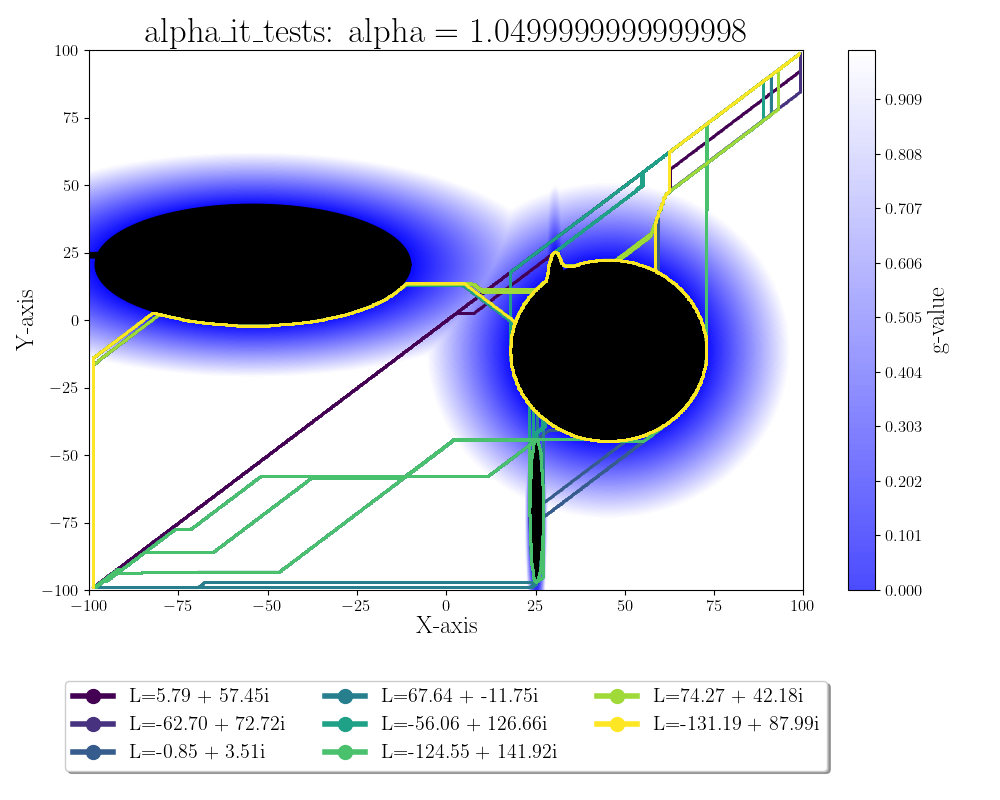 alpha_it_tests: alpha = 1.0499999999999998
100
75
50
25
0
−25
−50
−75
−100
Y-axis
−100
−75
−50
−25
0
25
50
75
100
X-axis
0.909
0.808
0.707
0.606
0.505
0.404
0.303
0.202
0.101
0.000
g-value
L=5.79 + 57.45i
L=-62.70 + 72.72i
L=-0.85 + 3.51i
L=67.64 + -11.75i
L=-56.06 + 126.66i
L=-124.55 + 141.92i
L=74.27 + 42.18i
L=-131.19 + 87.99i